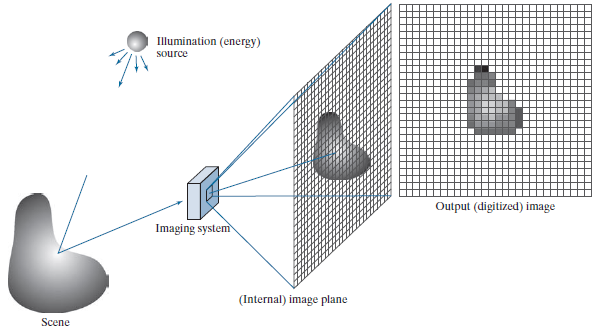 Illumination (energy)
source
Imaging system
Output (digitized) image
(Internal) image plane
Scene